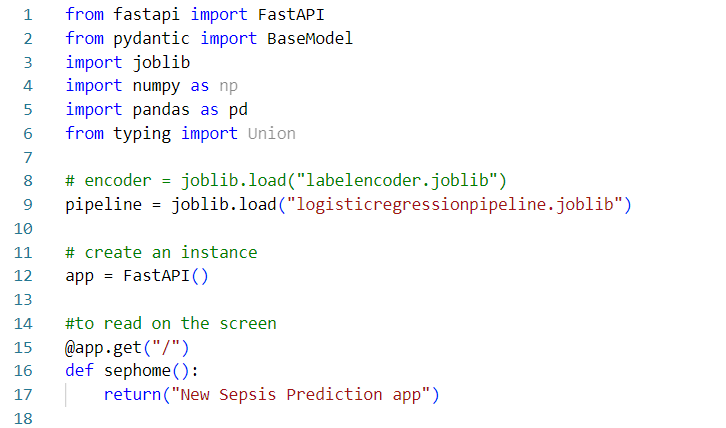 1 from fastapi import FastAPI
2 from pydantic import BaseModel
3 import joblib
4 import numpy as np
5 import pandas as pd
6 from typing import Union
7
8 # encoder = joblib.load("labelencoder.joblib")
9 pipeline = joblib.load("logisticregressionpipeline.joblib")
10
11 # create an instance
12 app = FastAPI()
13
14 #to read on the screen
15 @app.get("/")
16 def sephome():
17     return("New Sepsis Prediction app")
18